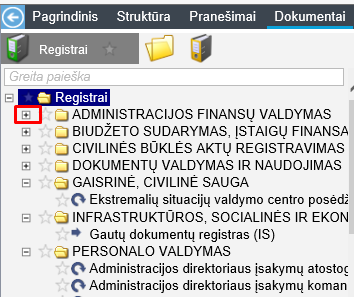 Pagrindinis Struktūra Pranešimai Dokumentai
Registrai
Greita paieška
Registrai
ADMINISTRACIJOS FINANSŲ VALDYMAS
BIUDŽETO SUDARYMAS, ĮSTAIGŲ FINANSA
CIVILINĖS BŪKLĖS AKTŲ REGISTRAVIMAS
DOKUMENTŲ VALDYMAS IR NAUDOJIMAS
GAISRINĖ, CIVILINĖ SAUGA
Ekstremalių situacijų valdymo centro posėdž
INFRASTRUKTŪROS, SOCIALINĖS IR EKON
Gautų dokumentų registras (IS)
PERSONALO VALDYMAS
Administracijos direktoriaus įsakymų atostog
Administracijos direktoriaus įsakymų koman